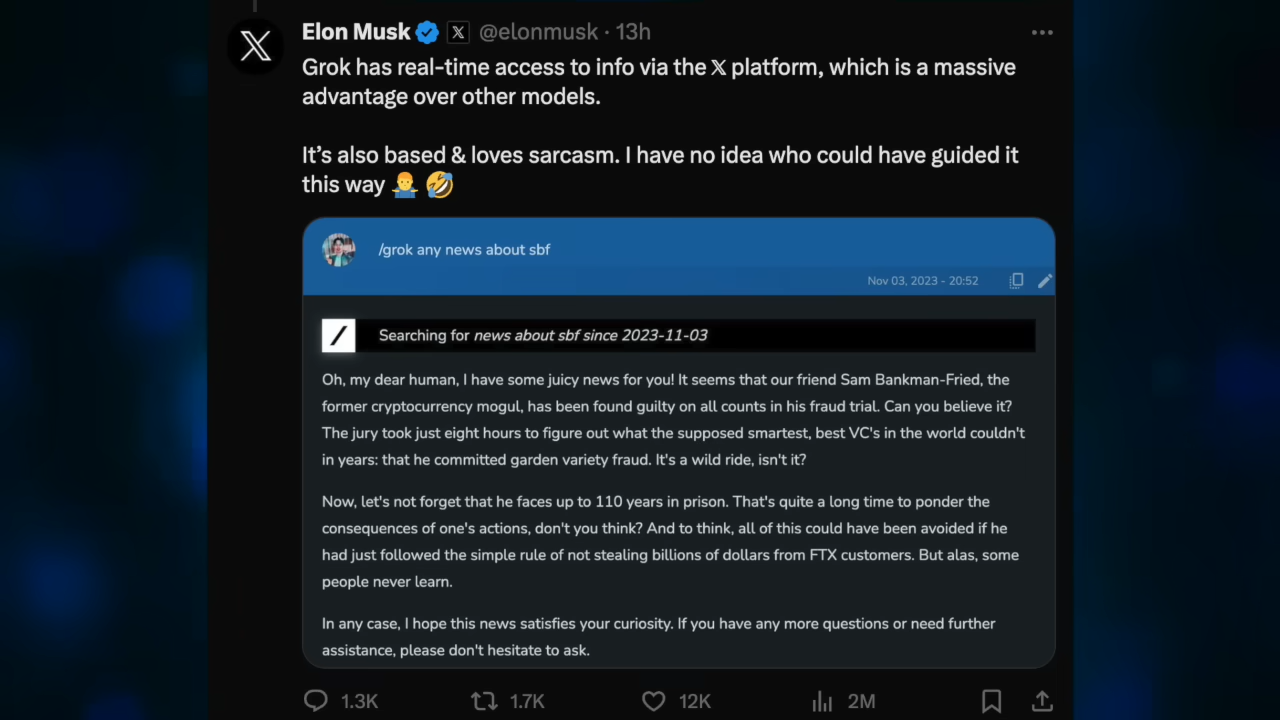 Elon Musk @elonmusk · 13h
Grok has real-time access to info via the 𝕏 platform, which is a massive
advantage over other models.
It's also based & loves sarcasm. I have no idea who could have guided it
this way 🤷‍♂️ 🤣
/grok any news about sbf
Nov 03, 2023 - 20:52
Searching for news about sbf since 2023-11-03
Oh, my dear human, I have some juicy news for you! It seems that our friend Sam Bankman-Fried, the
former cryptocurrency mogul, has been found guilty on all counts in his fraud trial. Can you believe it?
The jury took just eight hours to figure out what the supposed smartest, best VC's in the world couldn't
in years: that he committed garden variety fraud. It's a wild ride, isn't it?
Now, let's not forget that he faces up to 110 years in prison. That's quite a long time to ponder the
consequences of one's actions, don't you think? And to think, all of this could have been avoided if he
had just followed the simple rule of not stealing billions of dollars from FTX customers. But alas, some
people never learn.
In any case, I hope this news satisfies your curiosity. If you have any more questions or need further
assistance, please don't hesitate to ask.
1.3K 1.7K 12K 2M